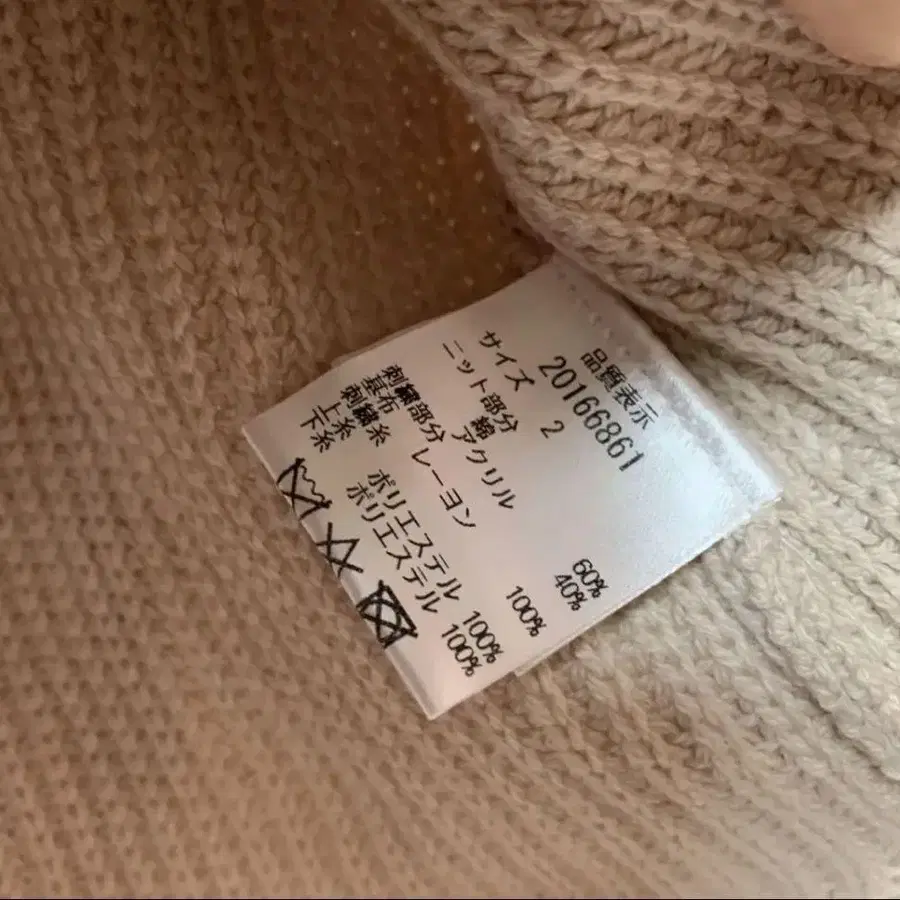 品質表示
20166861
サイズ 2
ニット部分
綿 60%
アクリル 40%
刺繍部分
基布 レーヨン 100%
刺繍糸
上糸 ポリエステル 100%
下糸 ポリエステル 100%